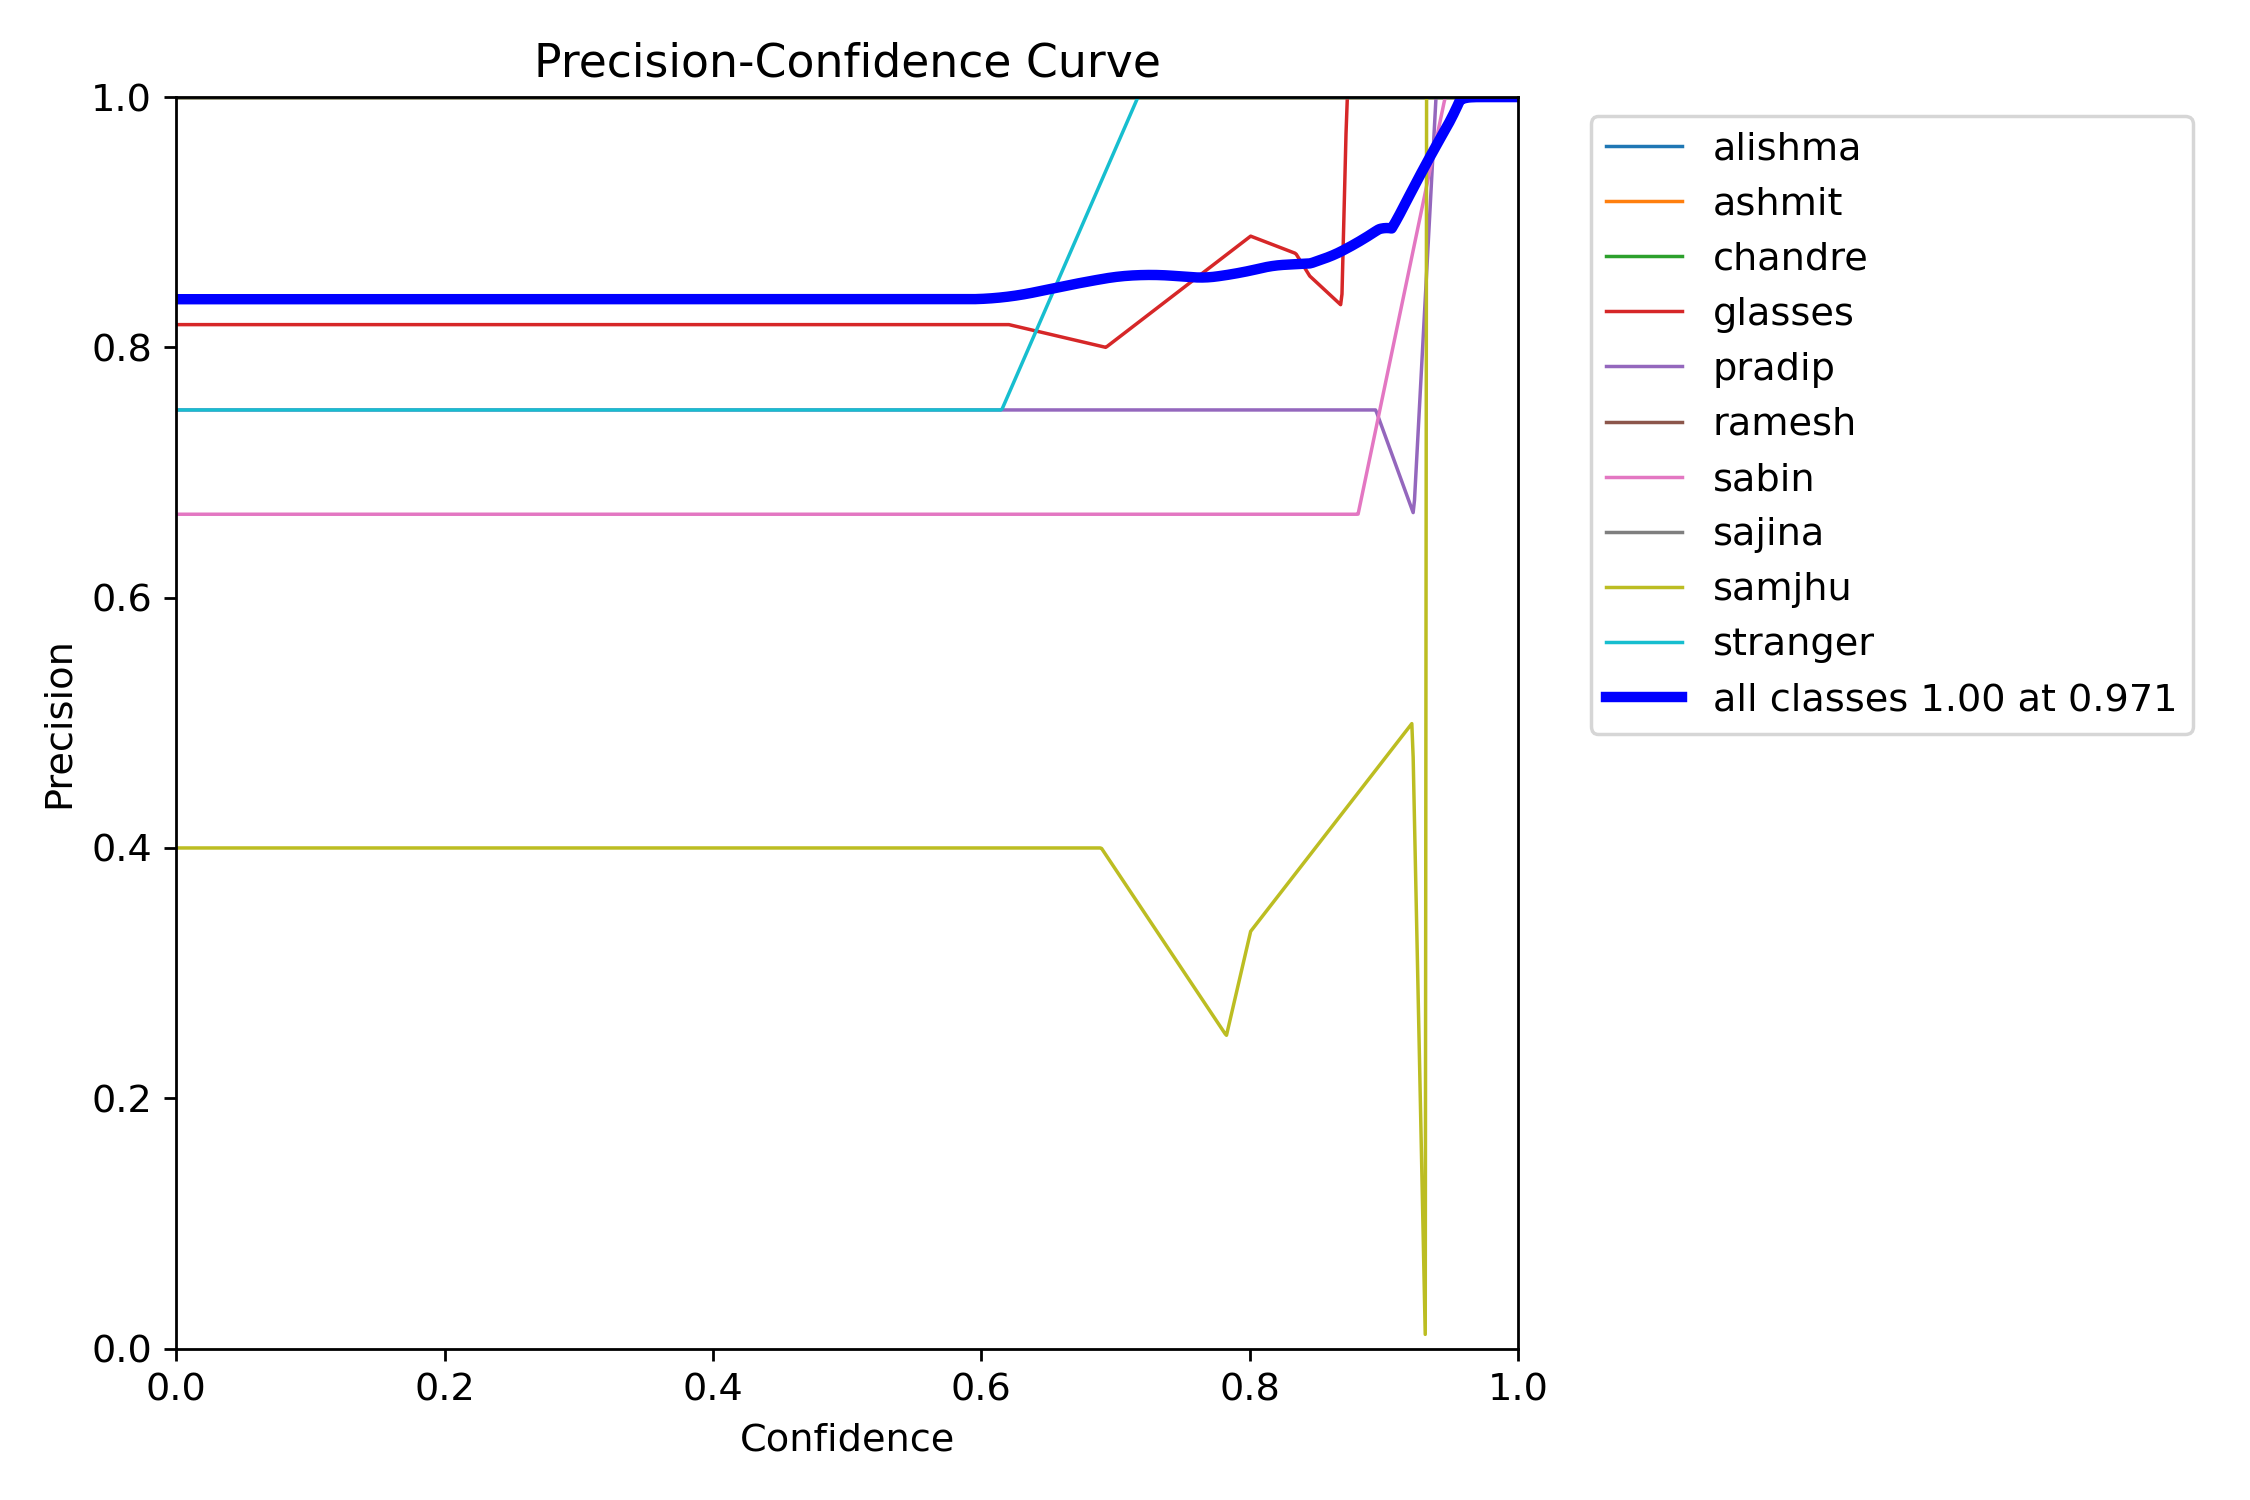 Precision-Confidence Curve
1.0
0.8
0.6
0.4
0.2
0.0
Precision
0.0 0.2 0.4 0.6 0.8 1.0
Confidence
alishma
ashmit
chandre
glasses
pradip
ramesh
sabin
sajina
samjhu
stranger
all classes 1.00 at 0.971